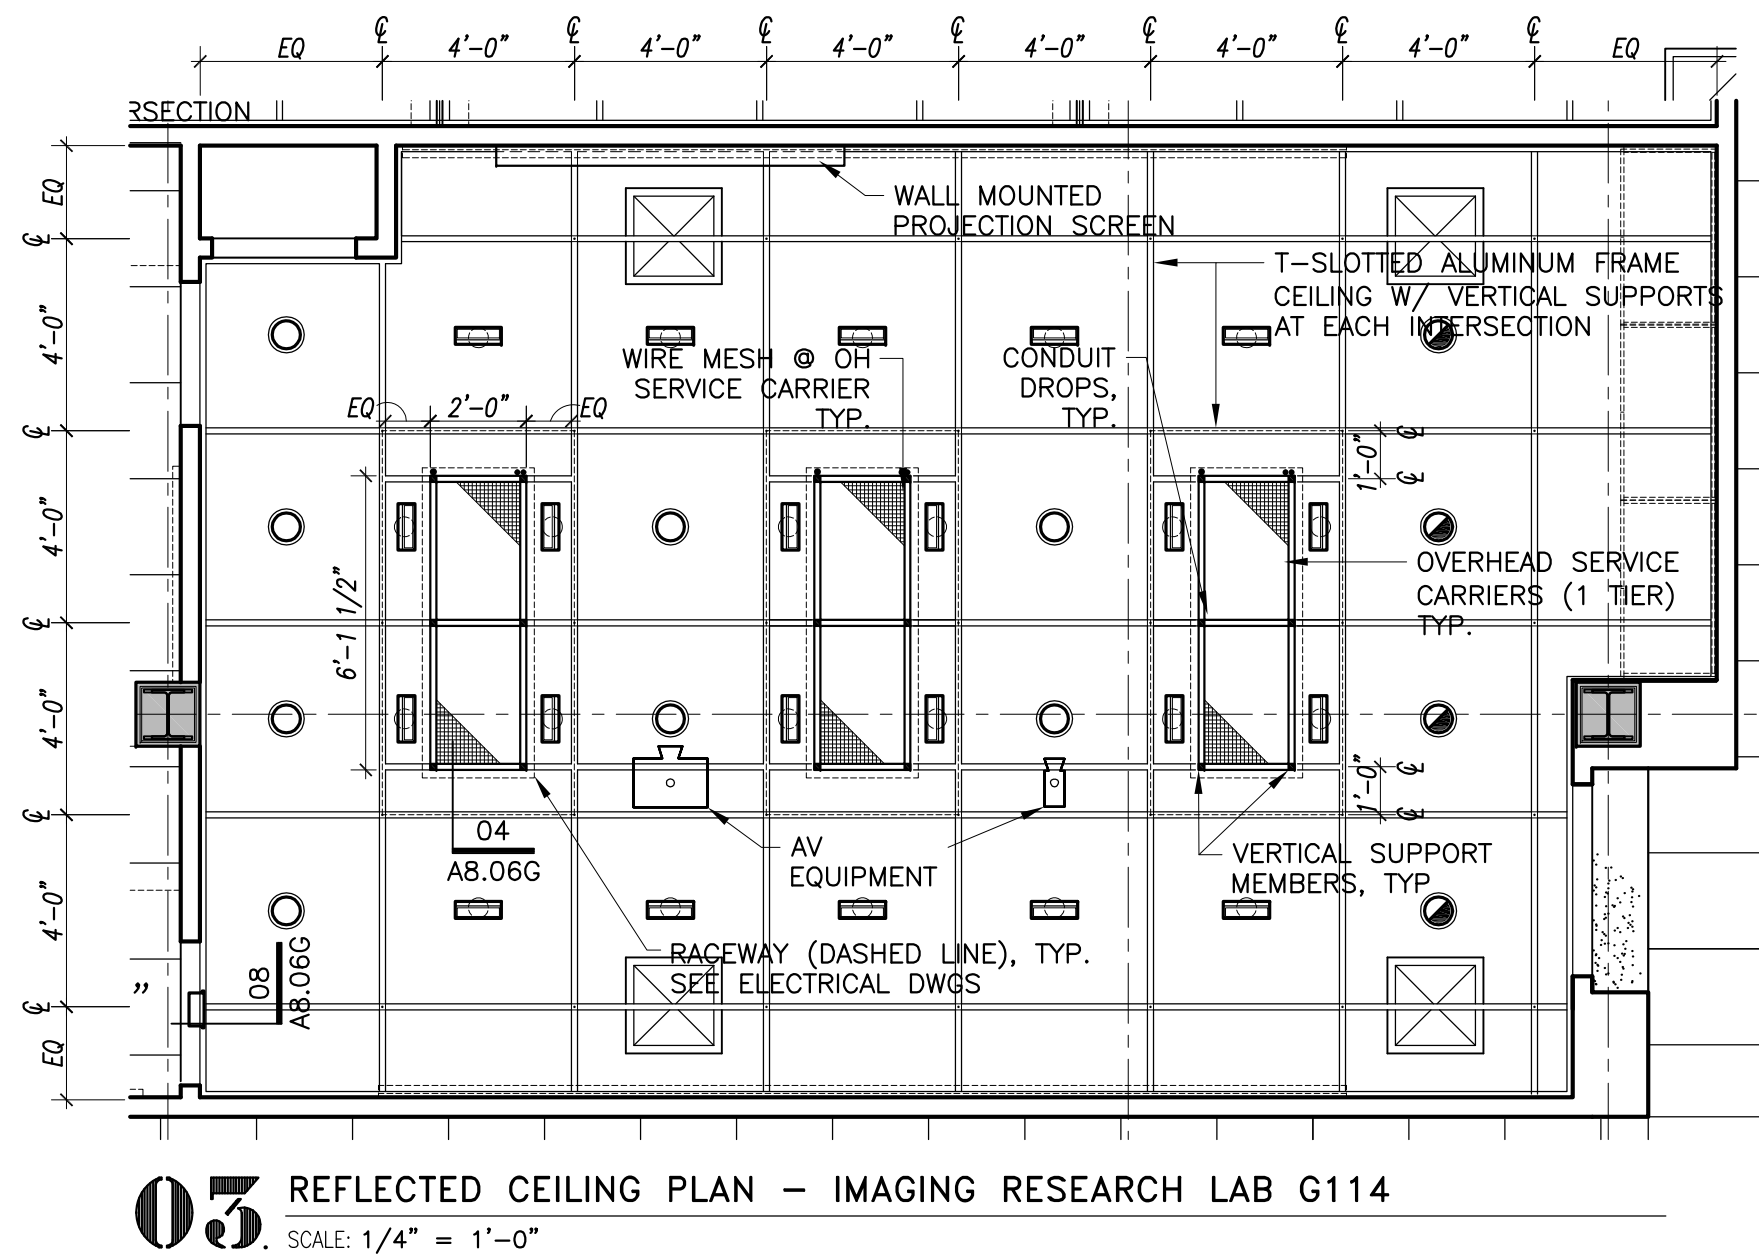 ℄ ℄ ℄ ℄ ℄ ℄ ℄
EQ 4'-0" 4'-0" 4'-0" 4'-0" 4'-0" 4'-0" EQ
RSECTION
EQ
℄
4'-0"
℄
4'-0"
℄
4'-0"
℄
4'-0"
℄
EQ
WALL MOUNTED
PROJECTION SCREEN
T-SLOTTED ALUMINUM FRAME
CEILING W/ VERTICAL SUPPORTS
AT EACH INTERSECTION
WIRE MESH @ OH
SERVICE CARRIER
TYP.
CONDUIT
DROPS,
TYP.
EQ 2'-0" EQ
6'-1 1/2"
℄
1'-0"
℄
OVERHEAD SERVICE
CARRIERS (1 TIER)
TYP.
℄
1'-0"
℄
04
A8.06G
AV
EQUIPMENT
VERTICAL SUPPORT
MEMBERS, TYP
RACEWAY (DASHED LINE), TYP.
SEE ELECTRICAL DWGS
08
A8.06G
"
03.
REFLECTED CEILING PLAN – IMAGING RESEARCH LAB G114
SCALE: 1/4" = 1'-0"